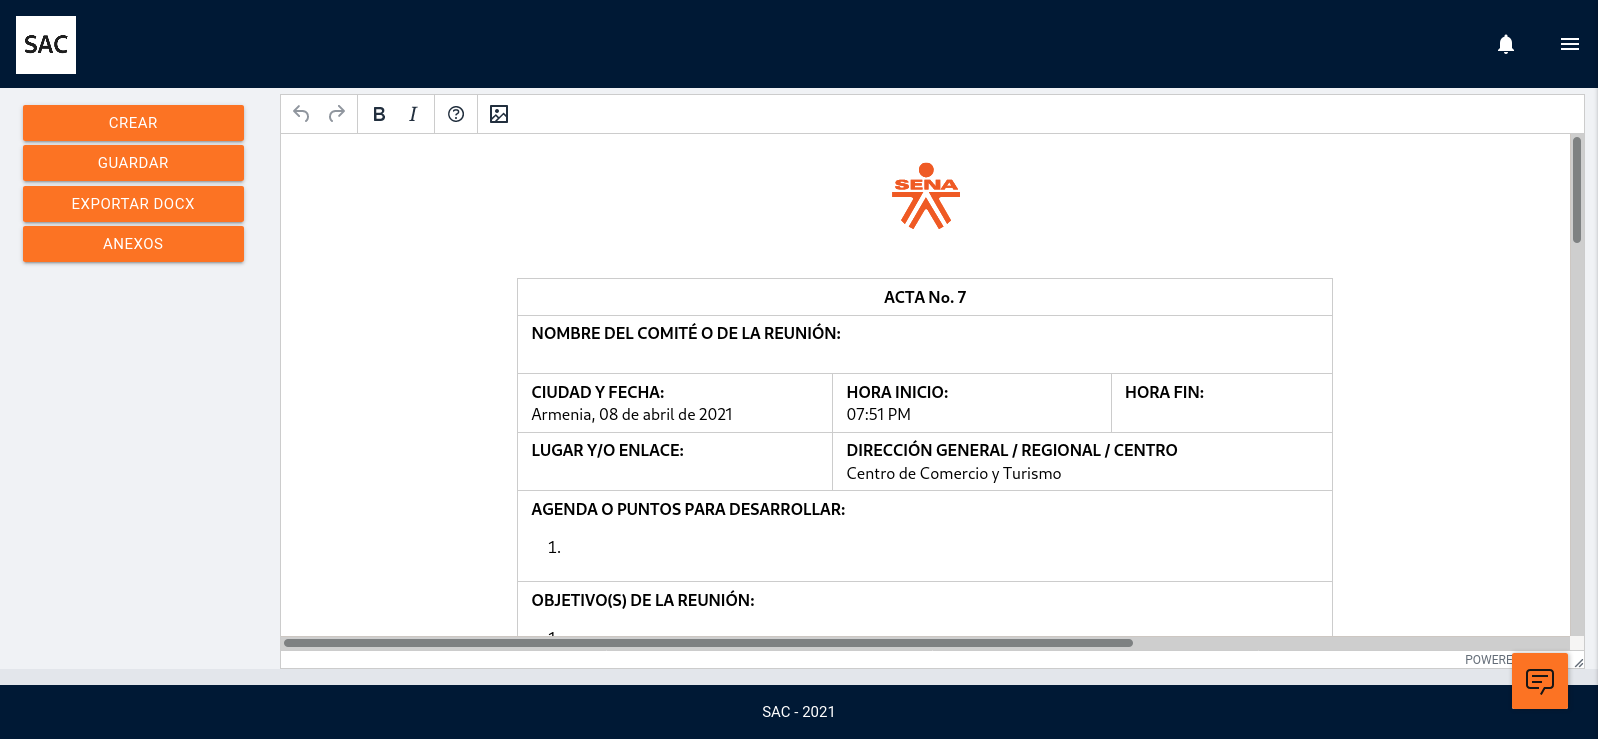 SAC
CREAR
GUARDAR
EXPORTAR DOCX
ANEXOS
B I
SENA
ACTA No. 7
NOMBRE DEL COMITÉ O DE LA REUNIÓN:
CIUDAD Y FECHA:
Armenia, 08 de abril de 2021
HORA INICIO:
07:51 PM
HORA FIN:
LUGAR Y/O ENLACE:
DIRECCIÓN GENERAL / REGIONAL / CENTRO
Centro de Comercio y Turismo
AGENDA O PUNTOS PARA DESARROLLAR:
1.
OBJETIVO(S) DE LA REUNIÓN:
1.
POWERE
SAC - 2021